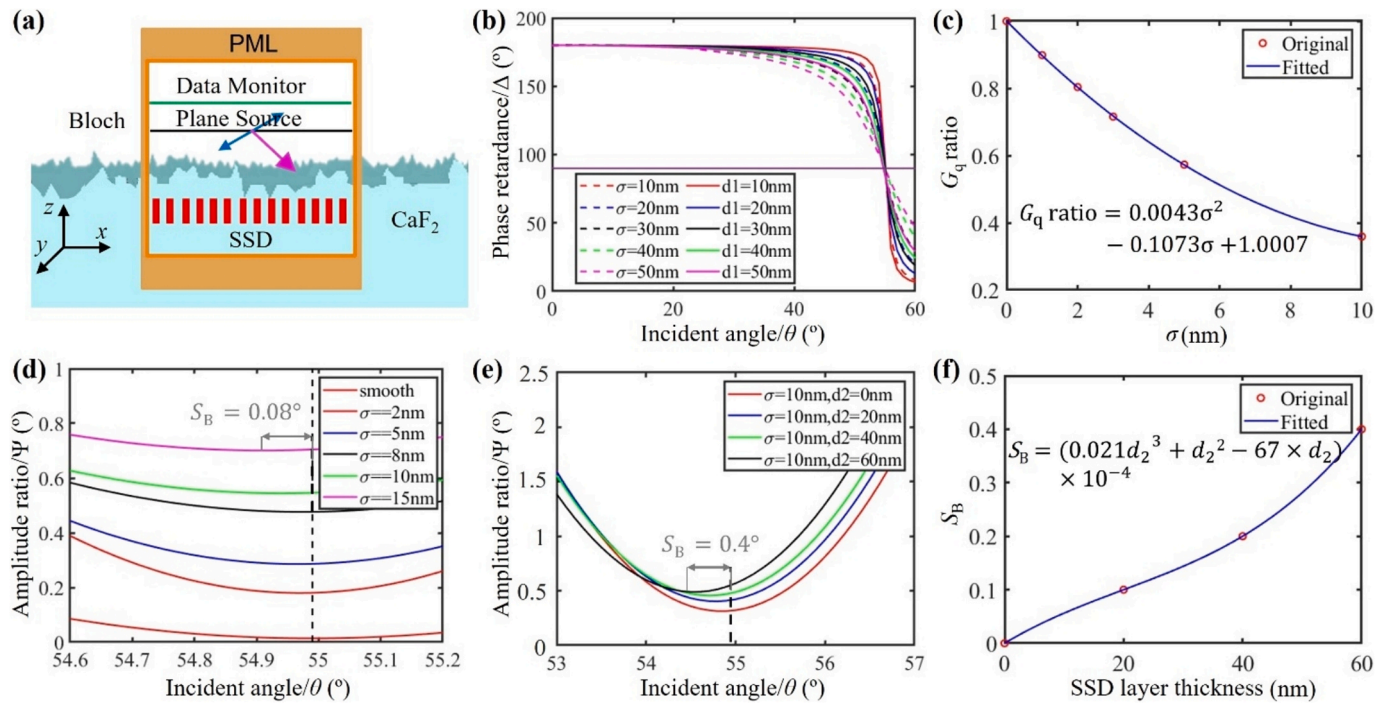 (a)
PML
Data Monitor
Plane Source
Bloch
CaF2
SSD
z
y
x
(b)
Phase retardance/Δ (º)
200
150
100
50
0
0 20 40 60
Incident angle/θ (º)
σ=10nm d1=10nm
σ=20nm d1=20nm
σ=30nm d1=30nm
σ=40nm d1=40nm
σ=50nm d1=50nm
(c)
Gq ratio
1
0.8
0.6
0.4
0.2
0 2 4 6 8 10
σ(nm)
Original
Fitted
Gq ratio = 0.0043σ²
− 0.1073σ +1.0007
(d)
Amplitude ratio/Ψ (º)
1
0.8
0.6
0.4
0.2
0
54.6 54.7 54.8 54.9 55 55.1 55.2
Incident angle/θ (º)
SB = 0.08°
smooth
σ==2nm
σ==5nm
σ==8nm
σ==10nm
σ==15nm
(e)
Amplitude ratio/Ψ (º)
2.5
2
1.5
1
0.5
0
53 54 55 56 57
Incident angle/θ (º)
SB = 0.4°
σ=10nm,d2=0nm
σ=10nm,d2=20nm
σ=10nm,d2=40nm
σ=10nm,d2=60nm
(f)
SB
0.5
0.4
0.3
0.2
0.1
0
0 20 40 60
SSD layer thickness (nm)
Original
Fitted
SB = (0.021d2³ + d2² − 67 × d2)
× 10⁻⁴